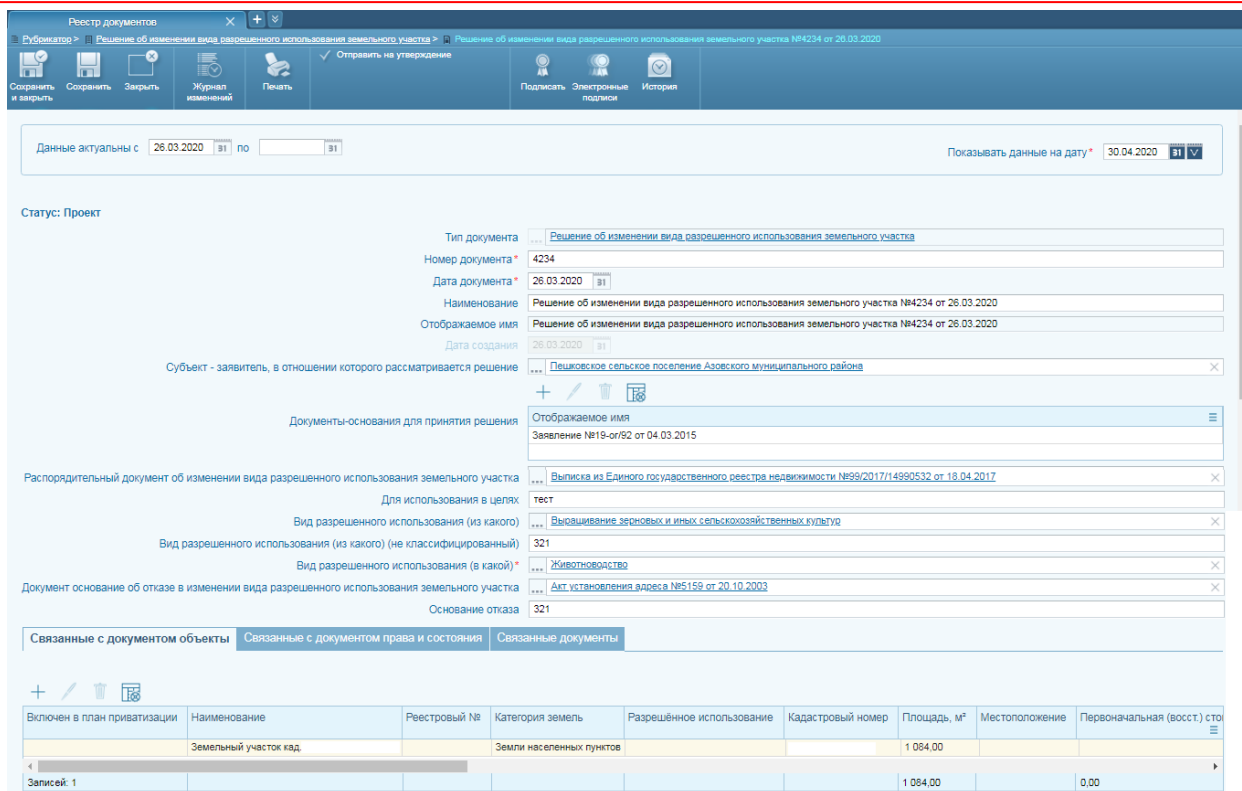 Реестр документов
Рубрикатор > Решение об изменении вида разрешенного использования земельного участка > Решение об изменении вида разрешенного использования земельного участка №4234 от 26.03.2020
Сохранить и закрыть
Сохранить
Закрыть
Журнал изменений
Печать
Отправить на утверждение
Подписать
Электронные подписи
История
Данные актуальны с 26.03.2020 31 по 31
Показывать данные на дату* 30.04.2020 31
Статус: Проект
Тип документа ... Решение об изменении вида разрешенного использования земельного участка
Номер документа* 4234
Дата документа* 26.03.2020 31
Наименование Решение об изменении вида разрешенного использования земельного участка №4234 от 26.03.2020
Отображаемое имя Решение об изменении вида разрешенного использования земельного участка №4234 от 26.03.2020
Дата создания 26.03.2020 31
Субъект - заявитель, в отношении которого рассматривается решение ... Пешковское сельское поселение Азовского муниципального района
Документы-основания для принятия решения
Отображаемое имя
Заявление №19-ог/92 от 04.03.2015
Распорядительный документ об изменении вида разрешенного использования земельного участка ... Выписка из Единого государственного реестра недвижимости №99/2017/14990532 от 18.04.2017
Для использования в целях тест
Вид разрешенного использования (из какого) ... Выращивание зерновых и иных сельскохозяйственных культур
Вид разрешенного использования (из какого) (не классифицированный) 321
Вид разрешенного использования (в какой)* ... Животноводство
Документ основание об отказе в изменении вида разрешенного использования земельного участка ... Акт установления адреса №5159 от 20.10.2003
Основание отказа 321
Связанные с документом объекты Связанные с документом права и состояния Связанные документы
Включен в план приватизации Наименование Реестровый № Категория земель Разрешённое использование Кадастровый номер Площадь, м² Местоположение Первоначальная (восст.) сто
Земельный участок кад. Земли населенных пунктов 1 084,00
Записей: 1 1 084,00 0,00